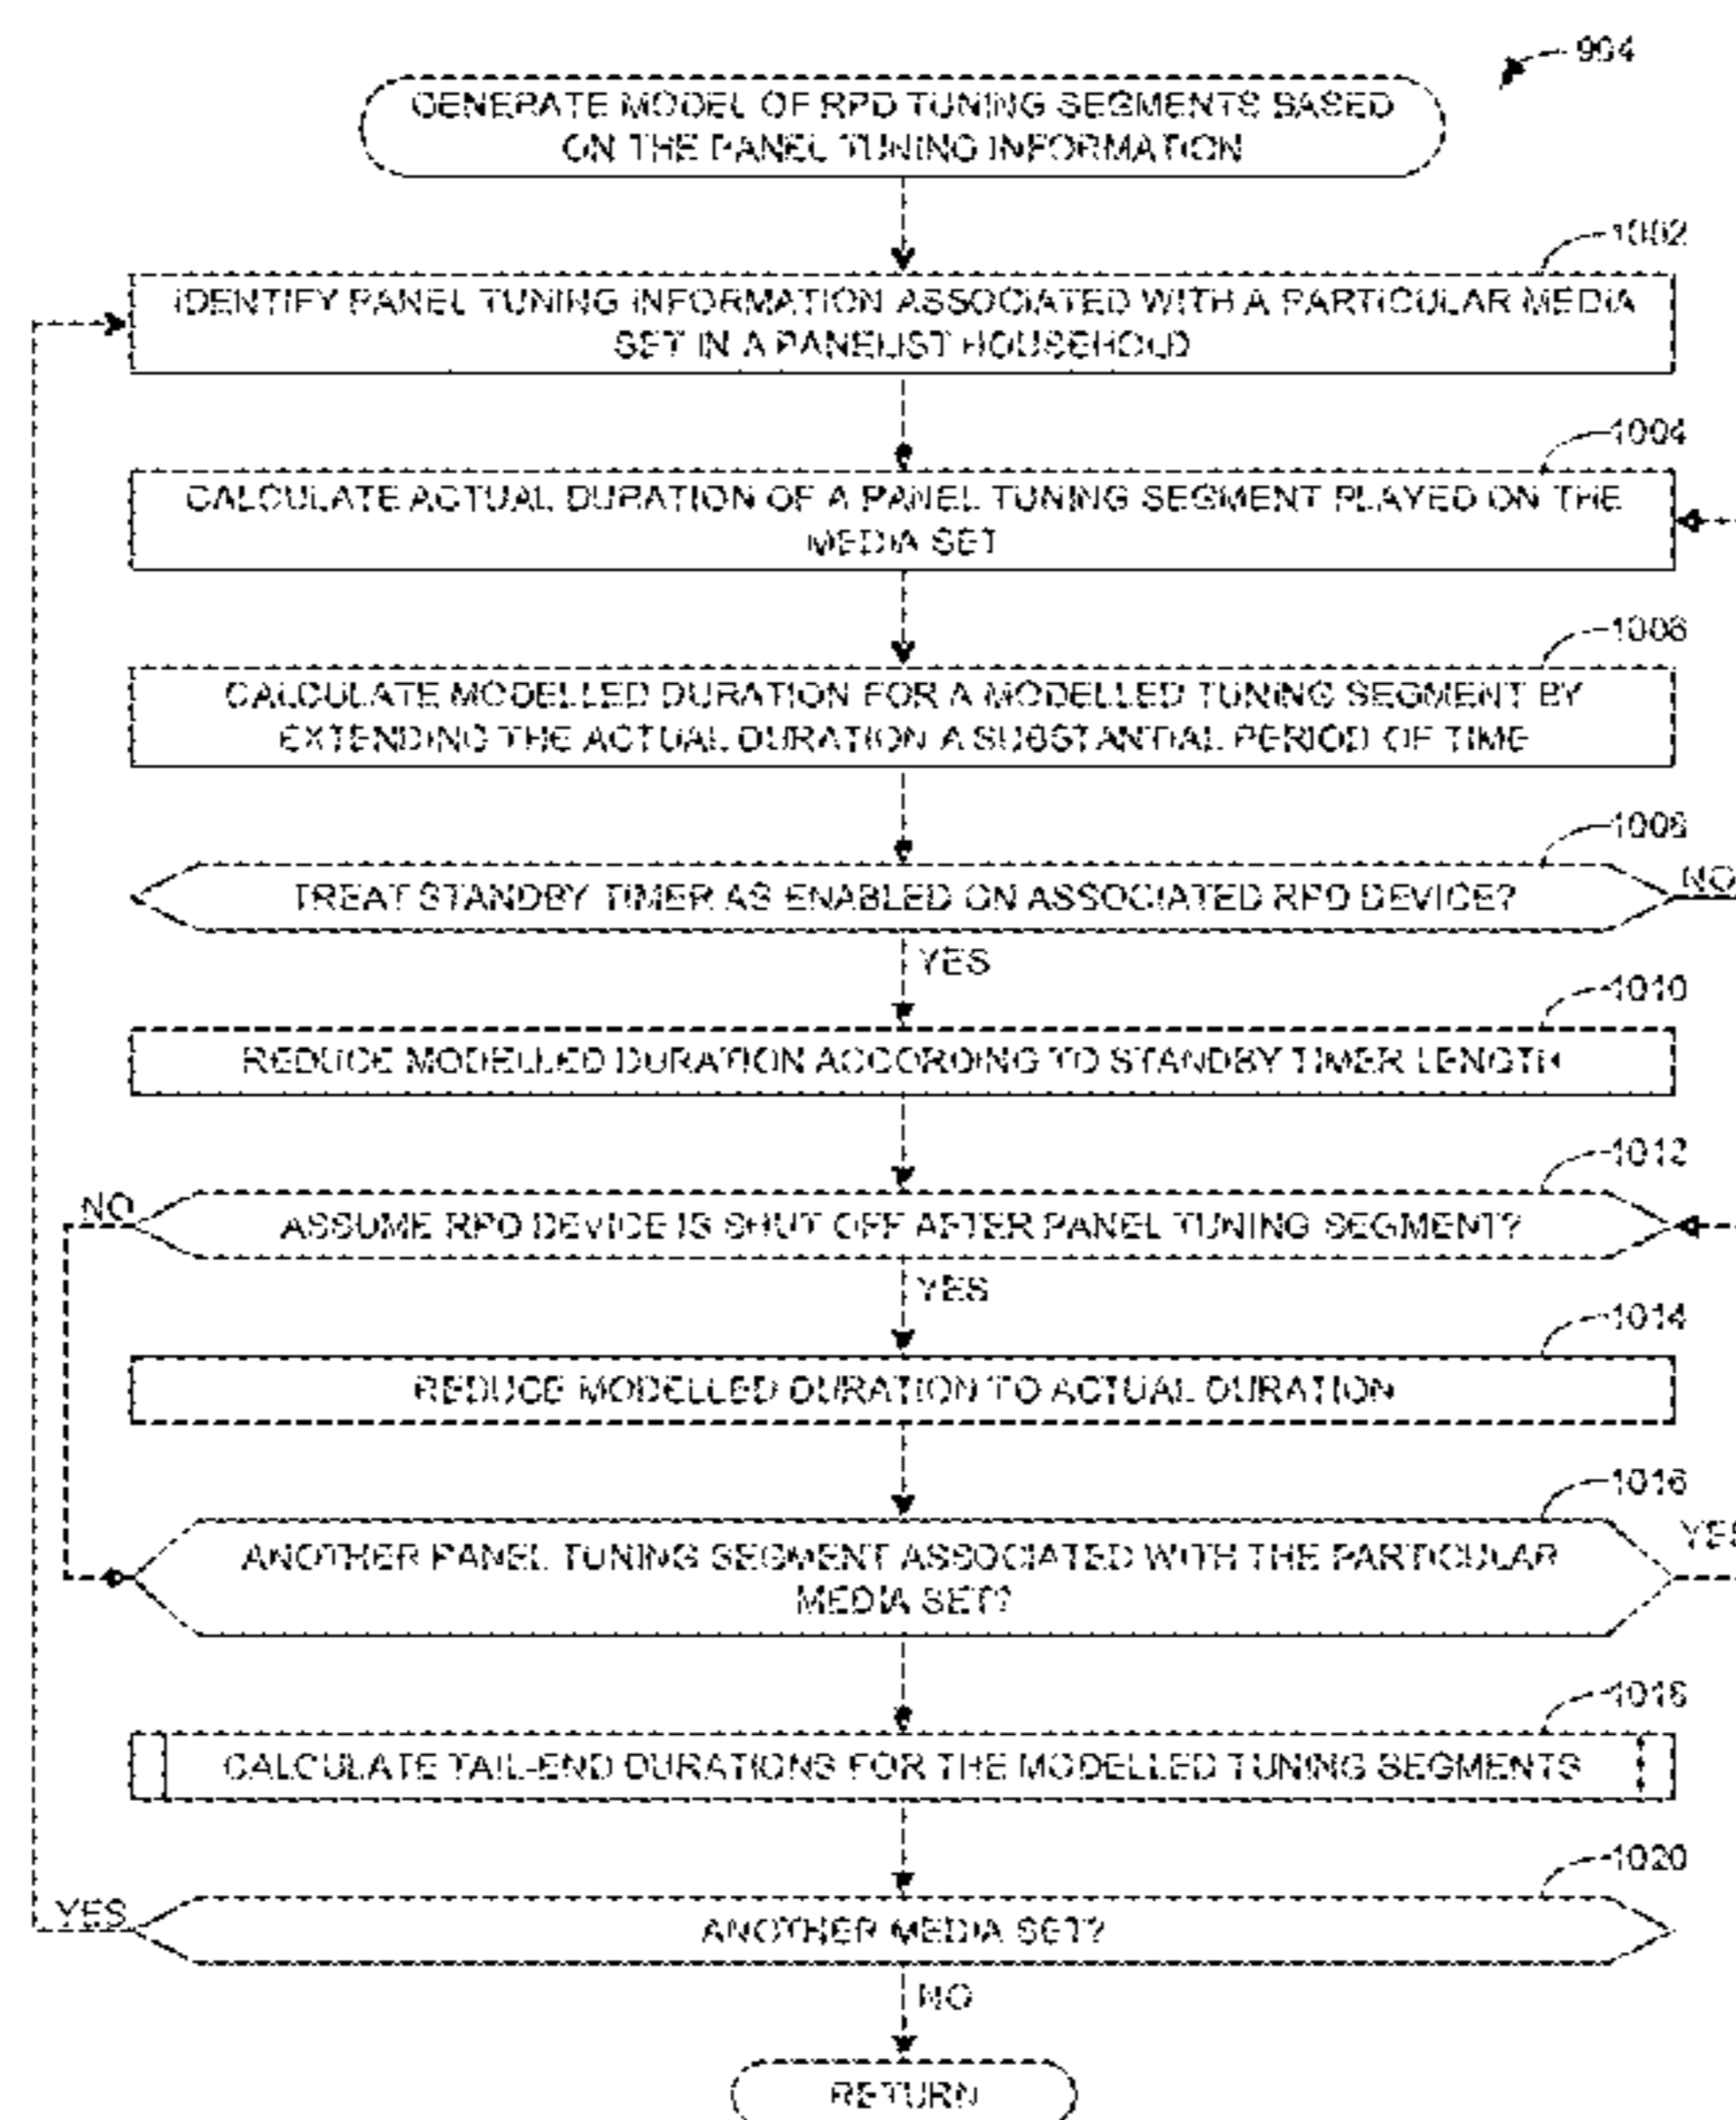 904
GENERATE MODEL OF RPD TUNING SEGMENTS BASED
ON THE PANEL TUNING INFORMATION
1002
IDENTIFY PANEL TUNING INFORMATION ASSOCIATED WITH A PARTICULAR MEDIA
SET IN A PANELIST HOUSEHOLD
1004
CALCULATE ACTUAL DURATION OF A PANEL TUNING SEGMENT PLAYED ON THE
MEDIA SET
1006
CALCULATE MODELLED DURATION FOR A MODELLED TUNING SEGMENT BY
EXTENDING THE ACTUAL DURATION A SUBSTANTIAL PERIOD OF TIME
1008
TREAT STANDBY TIMER AS ENABLED ON ASSOCIATED RPD DEVICE?
NO
YES
1010
REDUCE MODELLED DURATION ACCORDING TO STANDBY TIMER LENGTH
1012
NO
ASSUME RPD DEVICE IS SHUT OFF AFTER PANEL TUNING SEGMENT?
YES
1014
REDUCE MODELLED DURATION TO ACTUAL DURATION
1016
YES
ANOTHER PANEL TUNING SEGMENT ASSOCIATED WITH THE PARTICULAR
MEDIA SET?
1018
CALCULATE TAIL-END DURATIONS FOR THE MODELLED TUNING SEGMENTS
1020
YES
ANOTHER MEDIA SET?
NO
RETURN